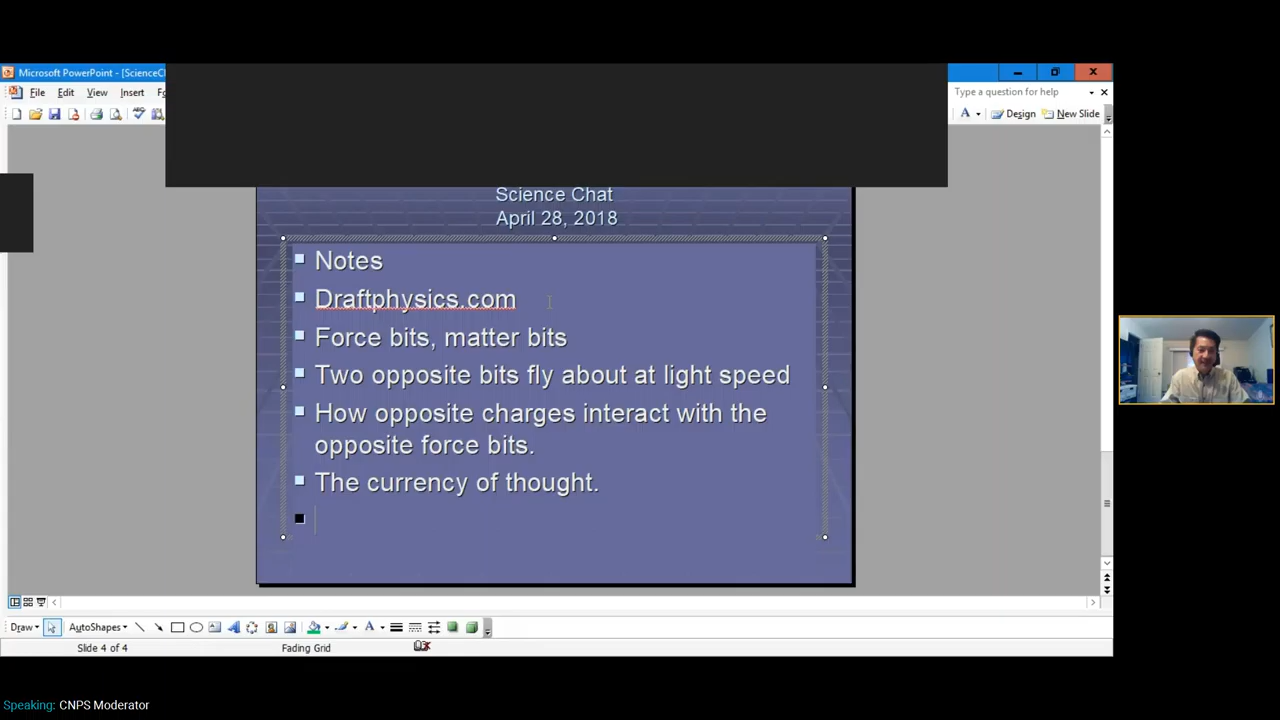 Microsoft PowerPoint - [ScienceCh
File Edit View Insert
Type a question for help
Design New Slide
Science Chat
April 28, 2018
Notes
Draftphysics.com
Force bits, matter bits
Two opposite bits fly about at light speed
How opposite charges interact with the
opposite force bits.
The currency of thought.
Draw AutoShapes
Slide 4 of 4 Fading Grid
Speaking: CNPS Moderator